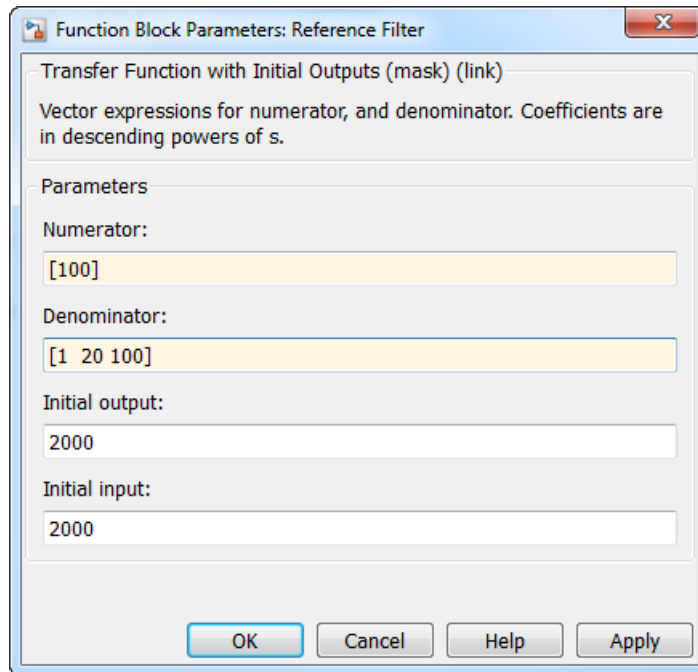 Function Block Parameters: Reference Filter
Transfer Function with Initial Outputs (mask) (link)
Vector expressions for numerator, and denominator. Coefficients are
in descending powers of s.
Parameters
Numerator:
[100]
Denominator:
[1  20 100]
Initial output:
2000
Initial input:
2000
OK Cancel Help Apply